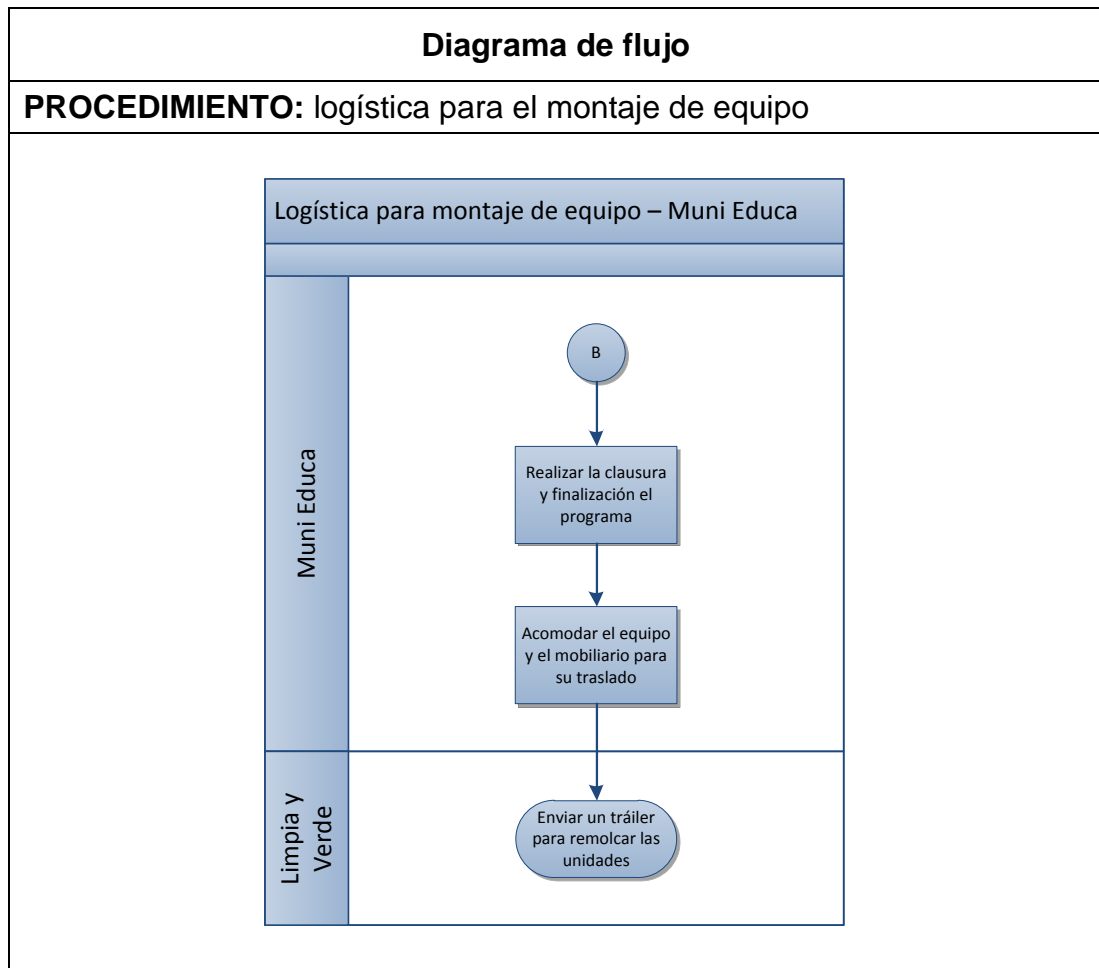 Diagrama de flujo
PROCEDIMIENTO: logística para el montaje de equipo
Logística para montaje de equipo – Muni Educa
Muni Educa
B
Realizar la clausura
y finalización el
programa
Acomodar el equipo
y el mobiliario para
su traslado
Limpia y
Verde
Enviar un tráiler
para remolcar las
unidades